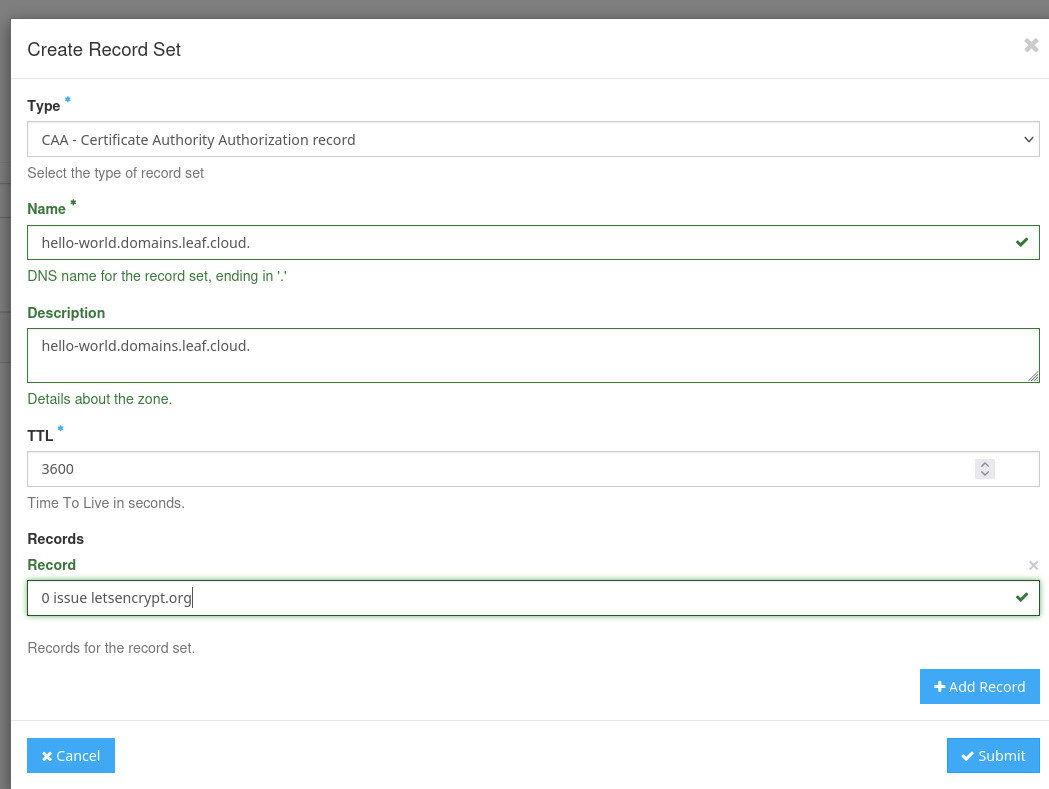 Create Record Set
Type *
CAA - Certificate Authority Authorization record
Select the type of record set
Name *
hello-world.domains.leaf.cloud.
DNS name for the record set, ending in '.'
Description
hello-world.domains.leaf.cloud.
Details about the zone.
TTL *
3600
Time To Live in seconds.
Records
Record
0 issue letsencrypt.org
Records for the record set.
Add Record
Cancel
Submit